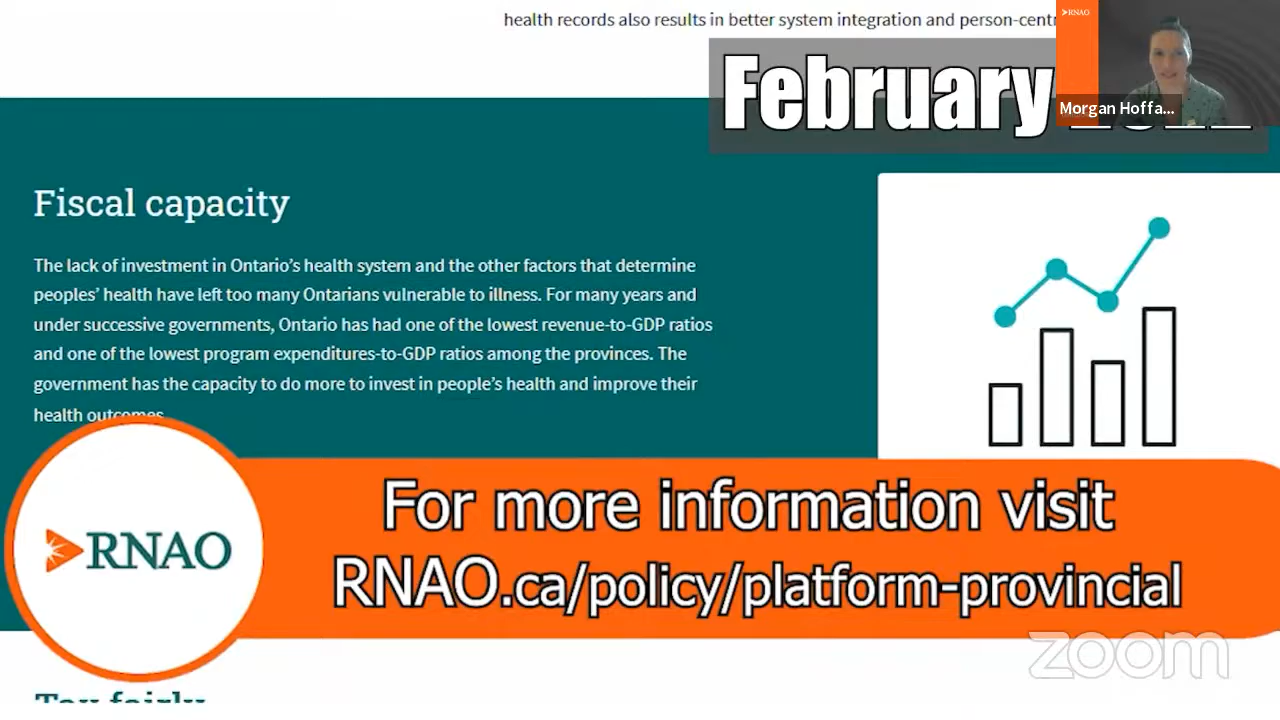 health records also results in better system integration and
RNAO
February
Morgan Hoffa...
Fiscal capacity
The lack of investment in Ontario’s health system and the other factors that determine
peoples’ health have left too many Ontarians vulnerable to illness. For many years and
under successive governments, Ontario has had one of the lowest revenue-to-GDP ratios
and one of the lowest program expenditures-to-GDP ratios among the provinces. The
government has the capacity to do more to invest in people’s health and improve their
health outcomes.
For more information visit
RNAO
RNAO.ca/policy/platform-provincial
zoom
Tax fairly